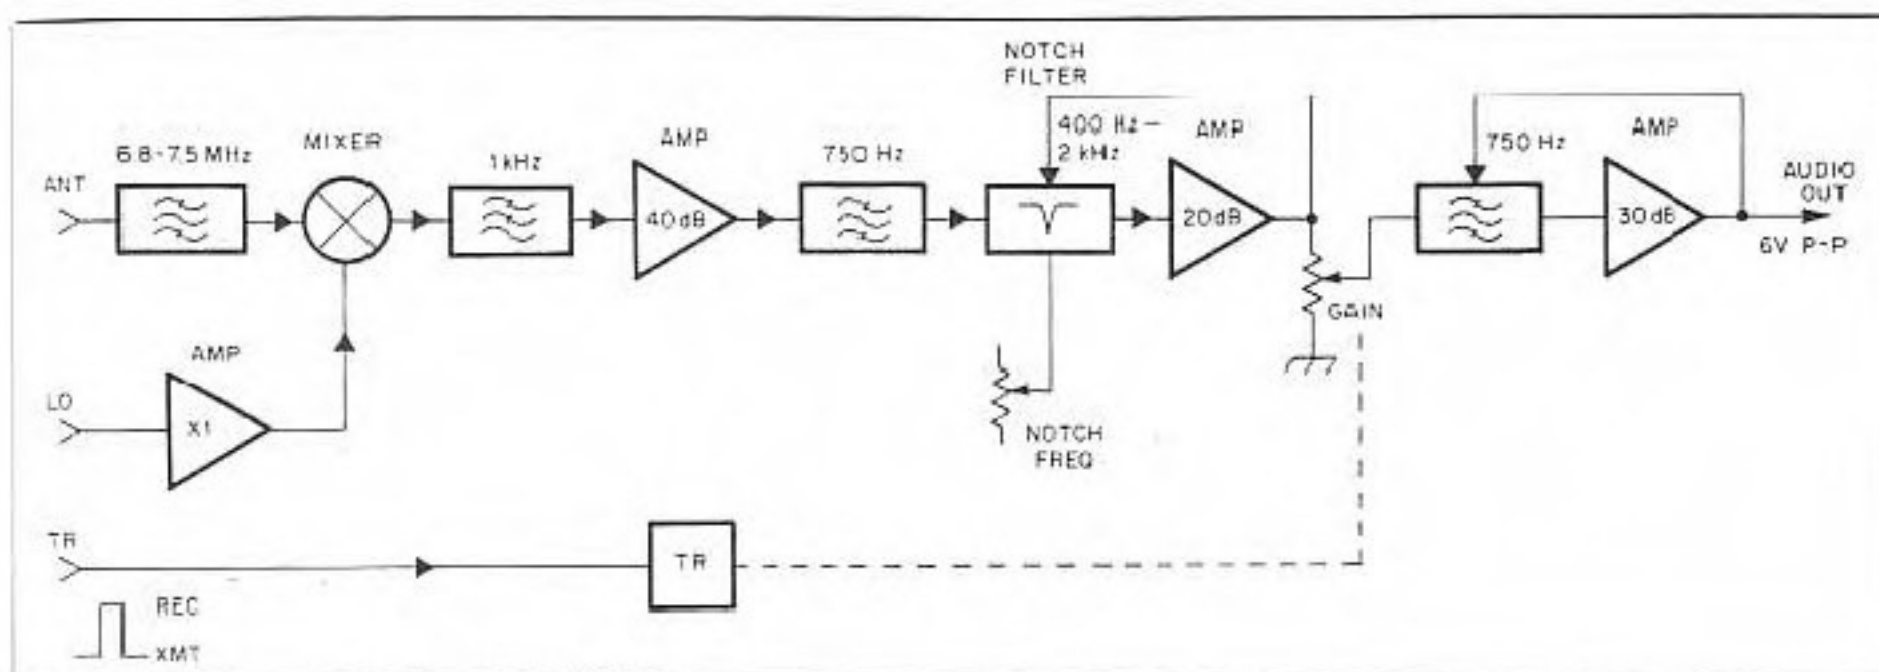 NOTCH
FILTER
6.8-7.5 MHz
MIXER
AMP
400 Hz-
2 kHz
AMP
AMP
ANT
1 kHz
750 Hz
750 Hz
AUDIO
OUT
40dB
20dB
30dB
6V P-P
GAIN
AMP
LO
X1
NOTCH
FREQ
TR
TR
REC
XMT